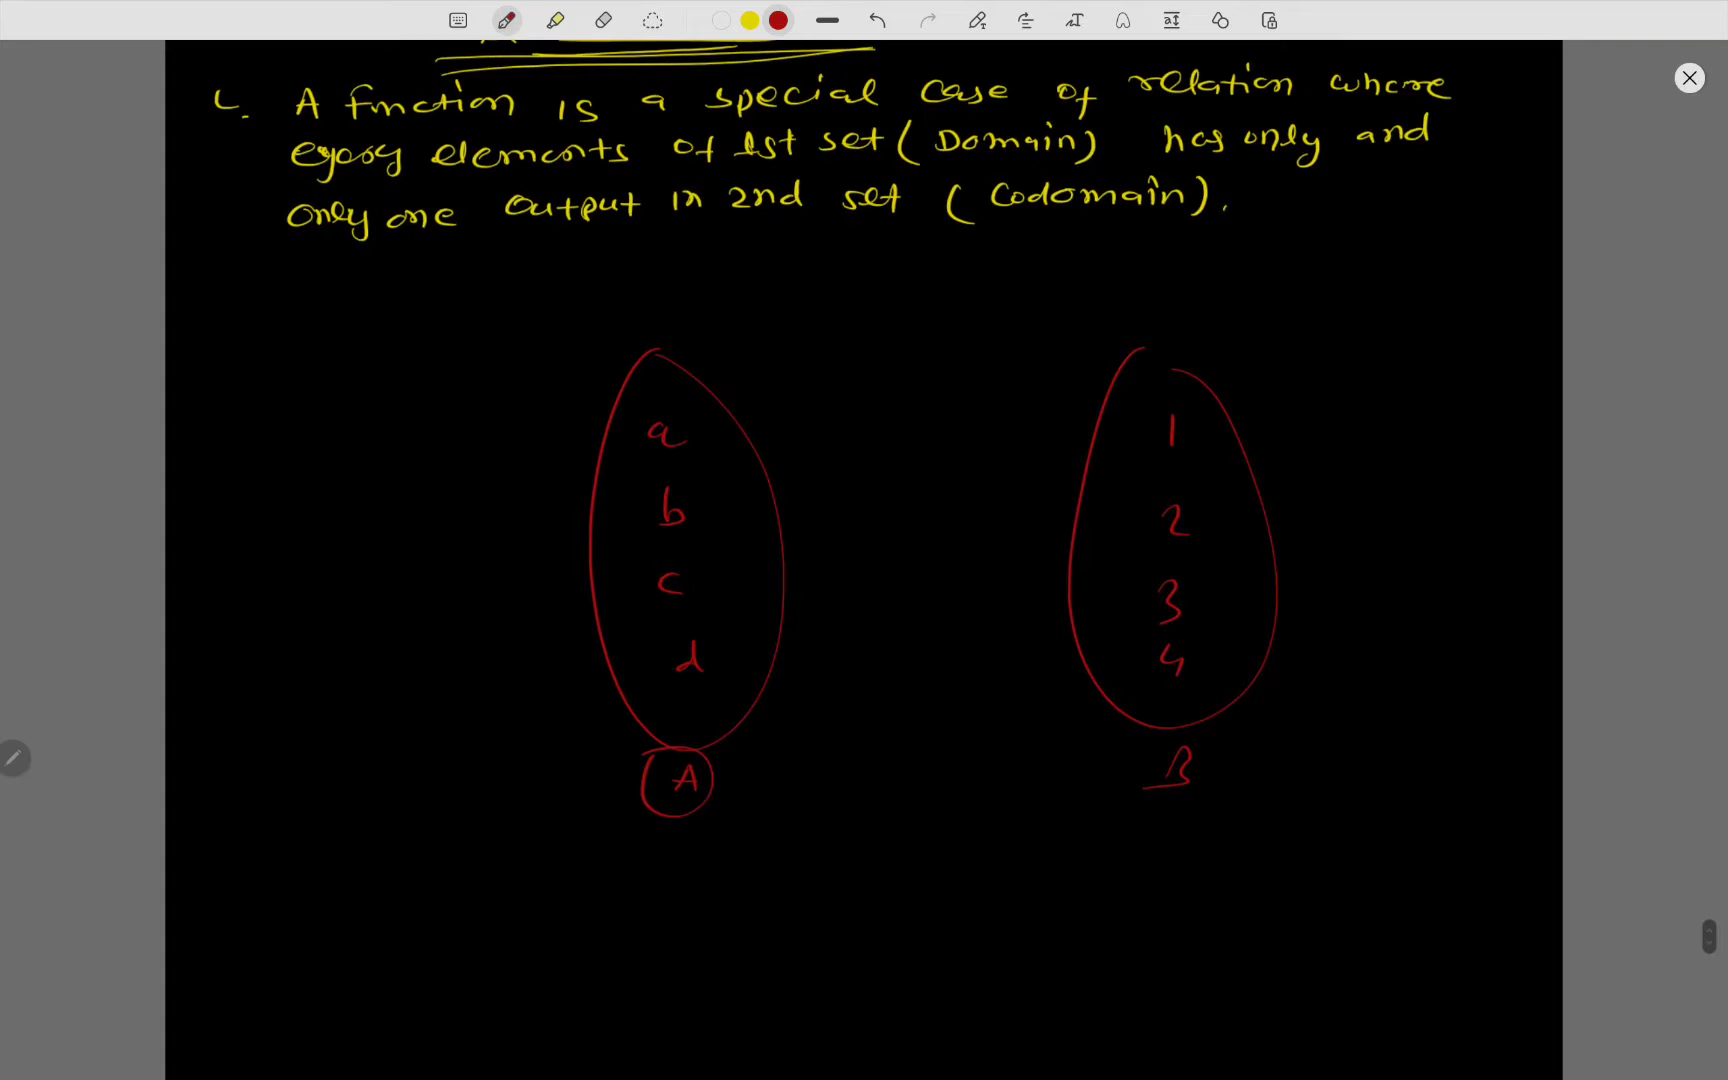 L. A function is a special case of relation where
every elements of 1st set (Domain) has only and
only one output in 2nd set (Codomain).
a 1
b 2
c 3
d 4
A B